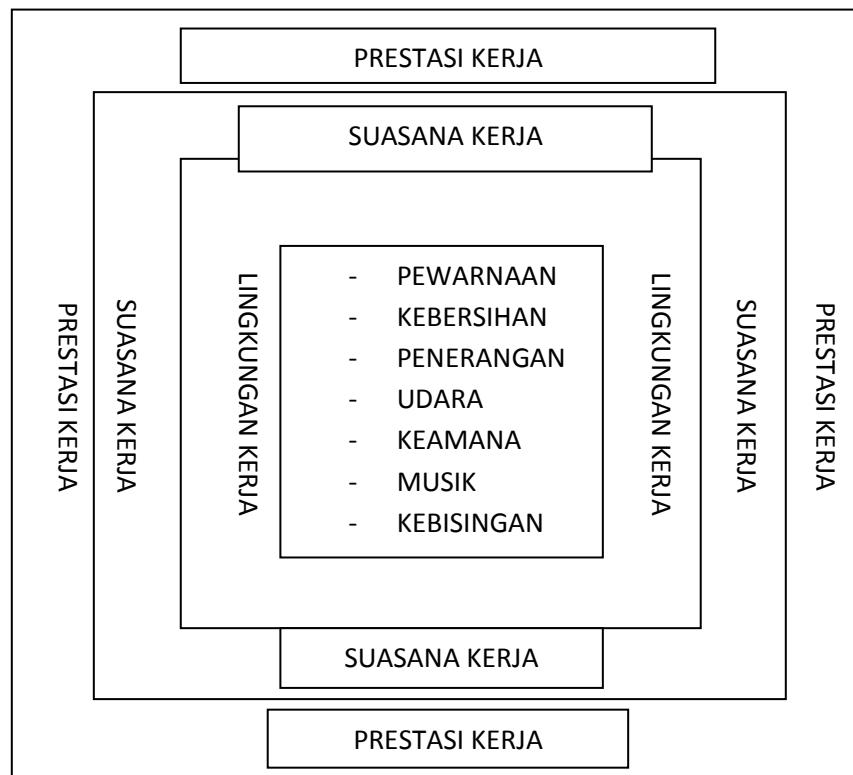 PRESTASI KERJA
SUASANA KERJA
PRESTASI KERJA
SUASANA KERJA
LINGKUNGAN KERJA
- PEWARNAAN
- KEBERSIHAN
- PENERANGAN
- UDARA
- KEAMANA
- MUSIK
- KEBISINGAN
LINGKUNGAN KERJA
SUASANA KERJA
PRESTASI KERJA
SUASANA KERJA
PRESTASI KERJA